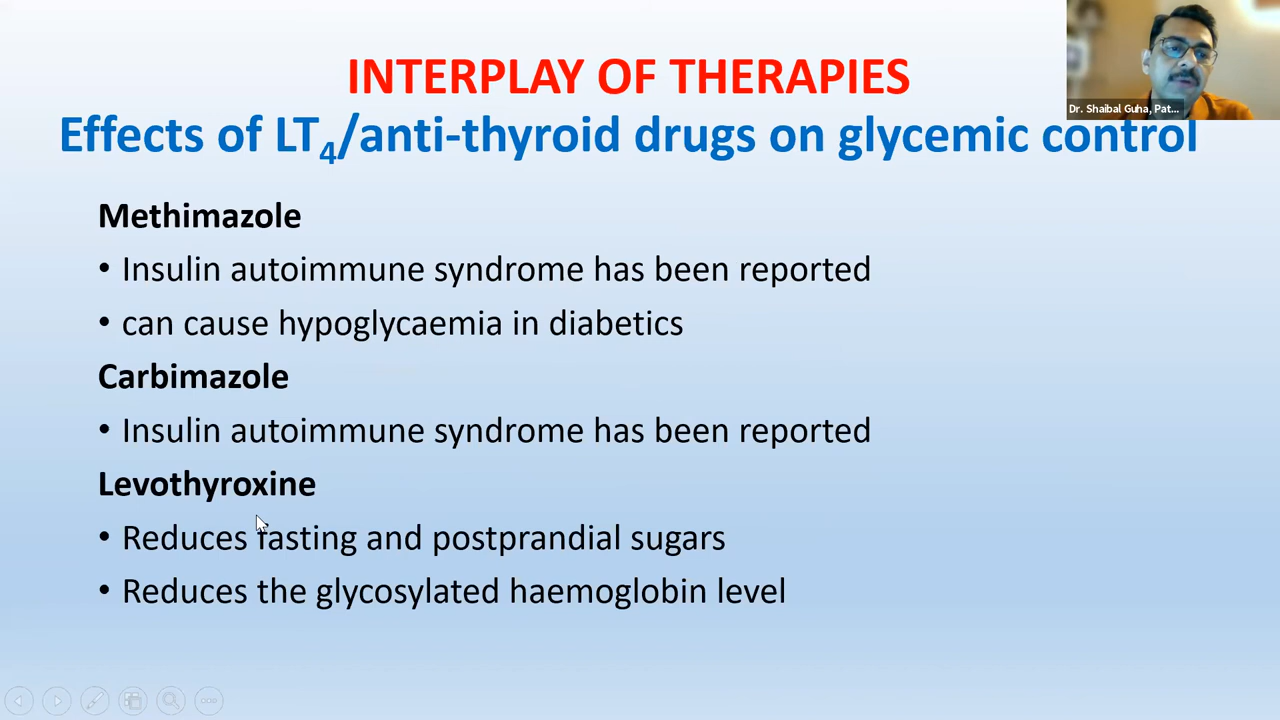 INTERPLAY OF THERAPIES
Effects of LT4/anti-thyroid drugs on glycemic control
Dr. Shaibal Guha, Pat...
Methimazole
• Insulin autoimmune syndrome has been reported
• can cause hypoglycaemia in diabetics
Carbimazole
• Insulin autoimmune syndrome has been reported
Levothyroxine
• Reduces fasting and postprandial sugars
• Reduces the glycosylated haemoglobin level